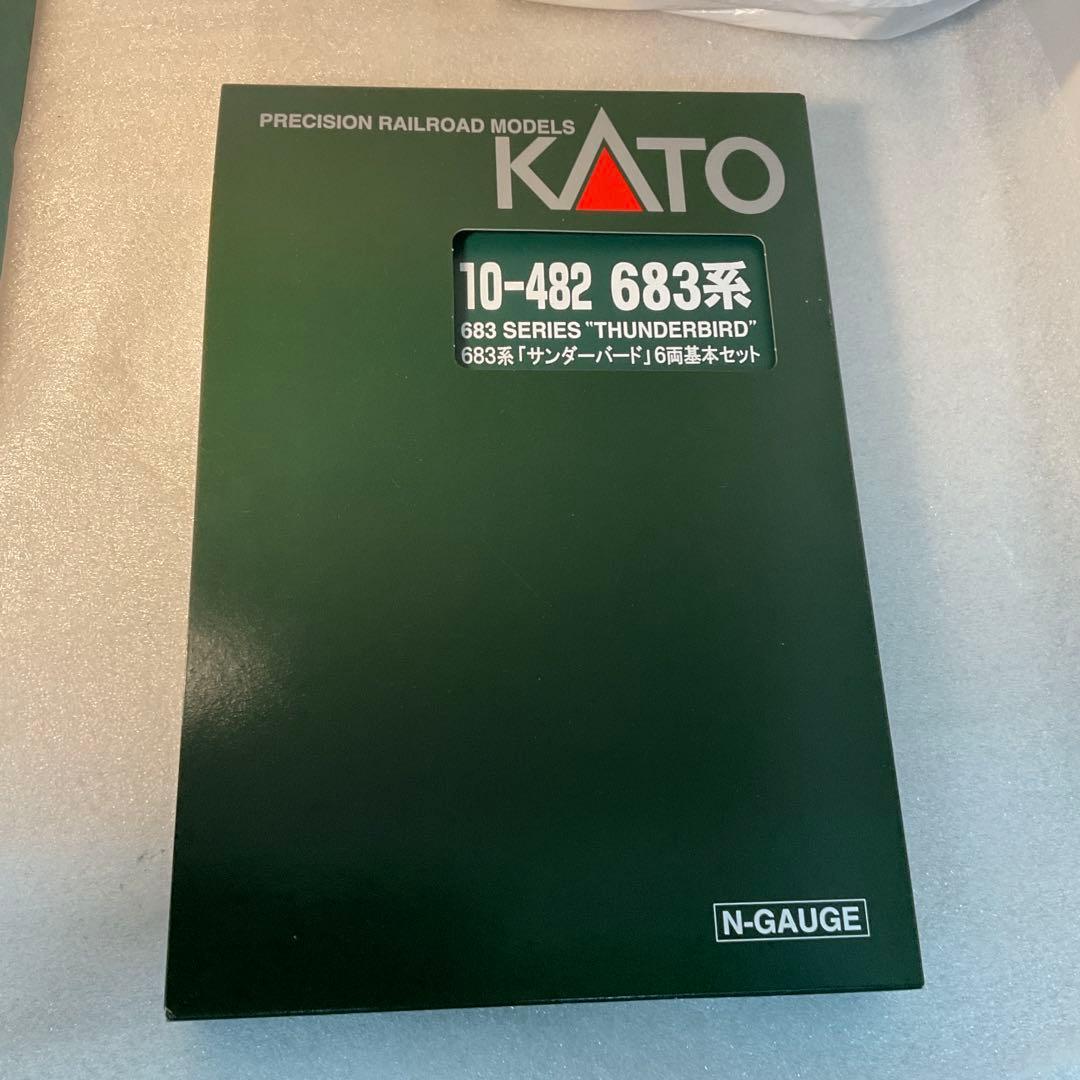 PRECISION RAILROAD MODELS
KATO
10-482 683系
683 SERIES "THUNDERBIRD"
683系「サンダーバード」6両基本セット
N-GAUGE